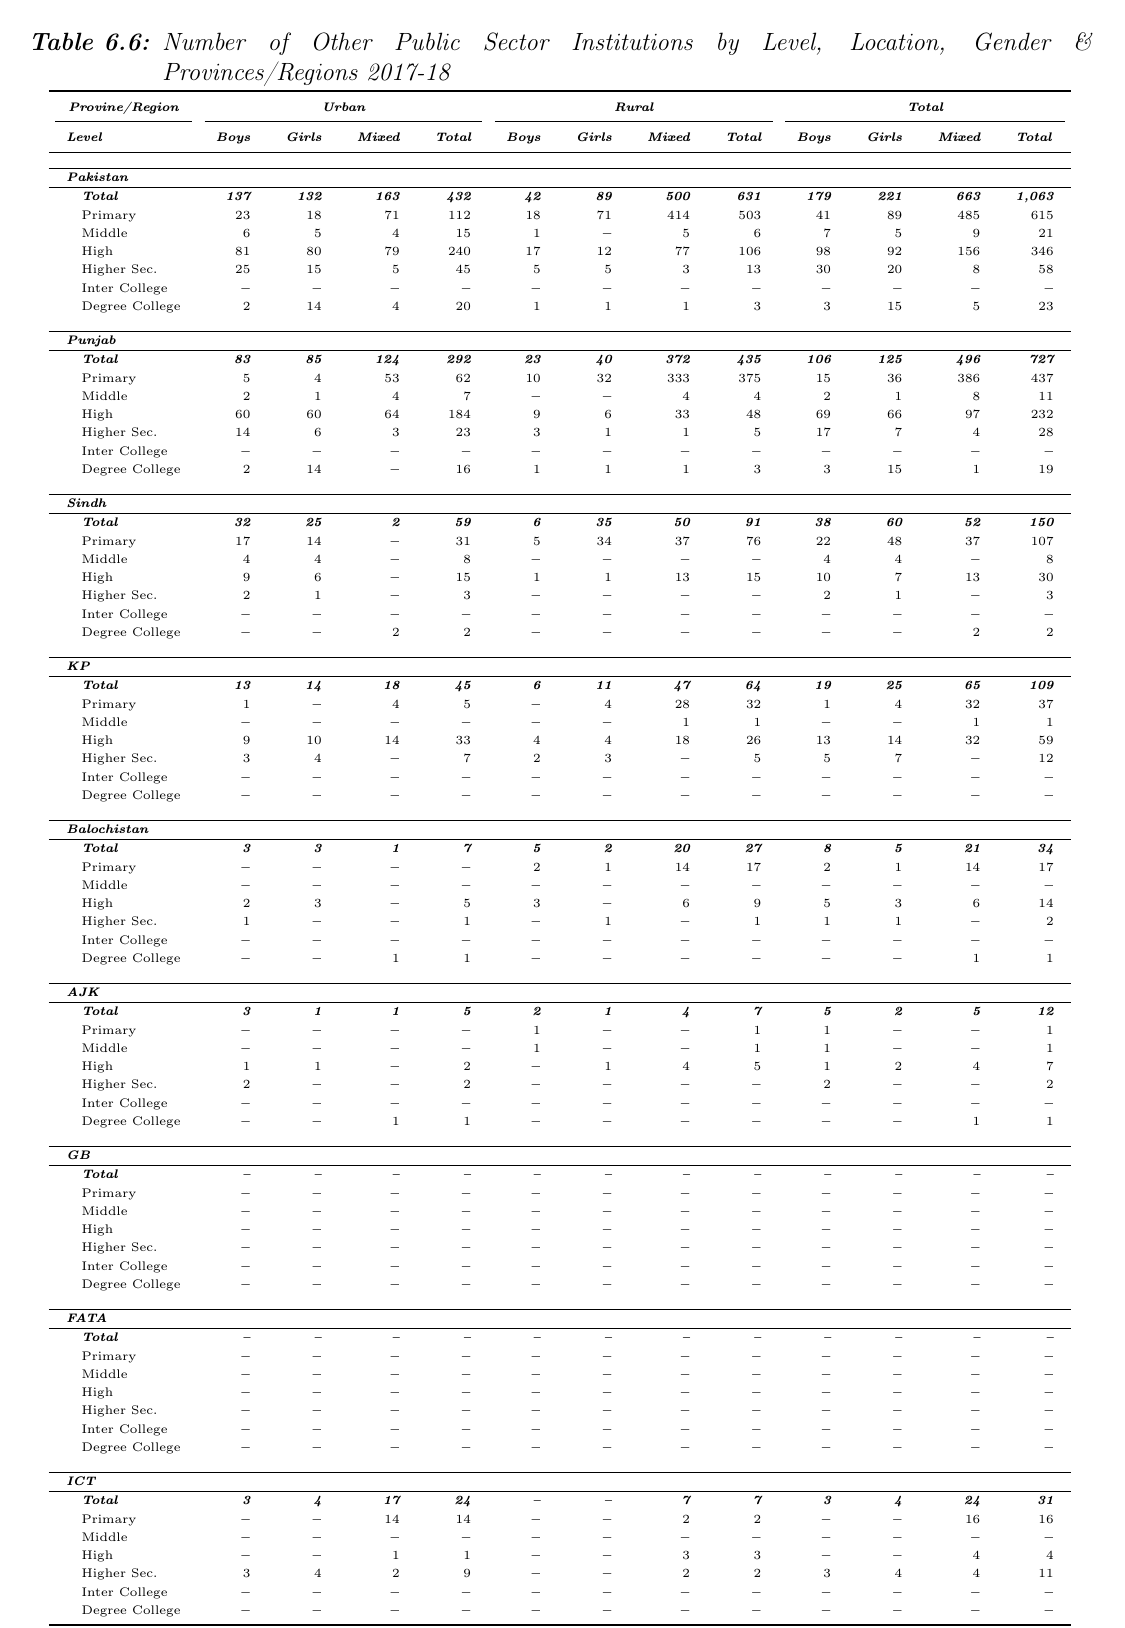 Table 6.6: Number of Other Public Sector Institutions by Level, Location, Gender &
Provinces/Regions 2017-18
Provine/Region Urban Rural Total
Level Boys Girls Mixed Total Boys Girls Mixed Total Boys Girls Mixed Total
Pakistan
Total 137 132 163 432 42 89 500 631 179 221 663 1,063
Primary 23 18 71 112 18 71 414 503 41 89 485 615
Middle 6 5 4 15 1 – 5 6 7 5 9 21
High 81 80 79 240 17 12 77 106 98 92 156 346
Higher Sec. 25 15 5 45 5 5 3 13 30 20 8 58
Inter College – – – – – – – – – – – –
Degree College 2 14 4 20 1 1 1 3 3 15 5 23
Punjab
Total 83 85 124 292 23 40 372 435 106 125 496 727
Primary 5 4 53 62 10 32 333 375 15 36 386 437
Middle 2 1 4 7 – – 4 4 2 1 8 11
High 60 60 64 184 9 6 33 48 69 66 97 232
Higher Sec. 14 6 3 23 3 1 1 5 17 7 4 28
Inter College – – – – – – – – – – – –
Degree College 2 14 – 16 1 1 1 3 3 15 1 19
Sindh
Total 32 25 2 59 6 35 50 91 38 60 52 150
Primary 17 14 – 31 5 34 37 76 22 48 37 107
Middle 4 4 – 8 – – – – 4 4 – 8
High 9 6 – 15 1 1 13 15 10 7 13 30
Higher Sec. 2 1 – 3 – – – – 2 1 – 3
Inter College – – – – – – – – – – – –
Degree College – – 2 2 – – – – – – 2 2
KP
Total 13 14 18 45 6 11 47 64 19 25 65 109
Primary 1 – 4 5 – 4 28 32 1 4 32 37
Middle – – – – – – 1 1 – – 1 1
High 9 10 14 33 4 4 18 26 13 14 32 59
Higher Sec. 3 4 – 7 2 3 – 5 5 7 – 12
Inter College – – – – – – – – – – – –
Degree College – – – – – – – – – – – –
Balochistan
Total 3 3 1 7 5 2 20 27 8 5 21 34
Primary – – – – 2 1 14 17 2 1 14 17
Middle – – – – – – – – – – – –
High 2 3 – 5 3 – 6 9 5 3 6 14
Higher Sec. 1 – – 1 – 1 – 1 1 1 – 2
Inter College – – – – – – – – – – – –
Degree College – – 1 1 – – – – – – 1 1
AJK
Total 3 1 1 5 2 1 4 7 5 2 5 12
Primary – – – – 1 – – 1 1 – – 1
Middle – – – – 1 – – 1 1 – – 1
High 1 1 – 2 – 1 4 5 1 2 4 7
Higher Sec. 2 – – 2 – – – – 2 – – 2
Inter College – – – – – – – – – – – –
Degree College – – 1 1 – – – – – – 1 1
GB
Total – – – – – – – – – – – –
Primary – – – – – – – – – – – –
Middle – – – – – – – – – – – –
High – – – – – – – – – – – –
Higher Sec. – – – – – – – – – – – –
Inter College – – – – – – – – – – – –
Degree College – – – – – – – – – – – –
FATA
Total – – – – – – – – – – – –
Primary – – – – – – – – – – – –
Middle – – – – – – – – – – – –
High – – – – – – – – – – – –
Higher Sec. – – – – – – – – – – – –
Inter College – – – – – – – – – – – –
Degree College – – – – – – – – – – – –
ICT
Total 3 4 17 24 – – 7 7 3 4 24 31
Primary – – 14 14 – – 2 2 – – 16 16
Middle – – – – – – – – – – – –
High – – 1 1 – – 3 3 – – 4 4
Higher Sec. 3 4 2 9 – – 2 2 3 4 4 11
Inter College – – – – – – – – – – – –
Degree College – – – – – – – – – – – –